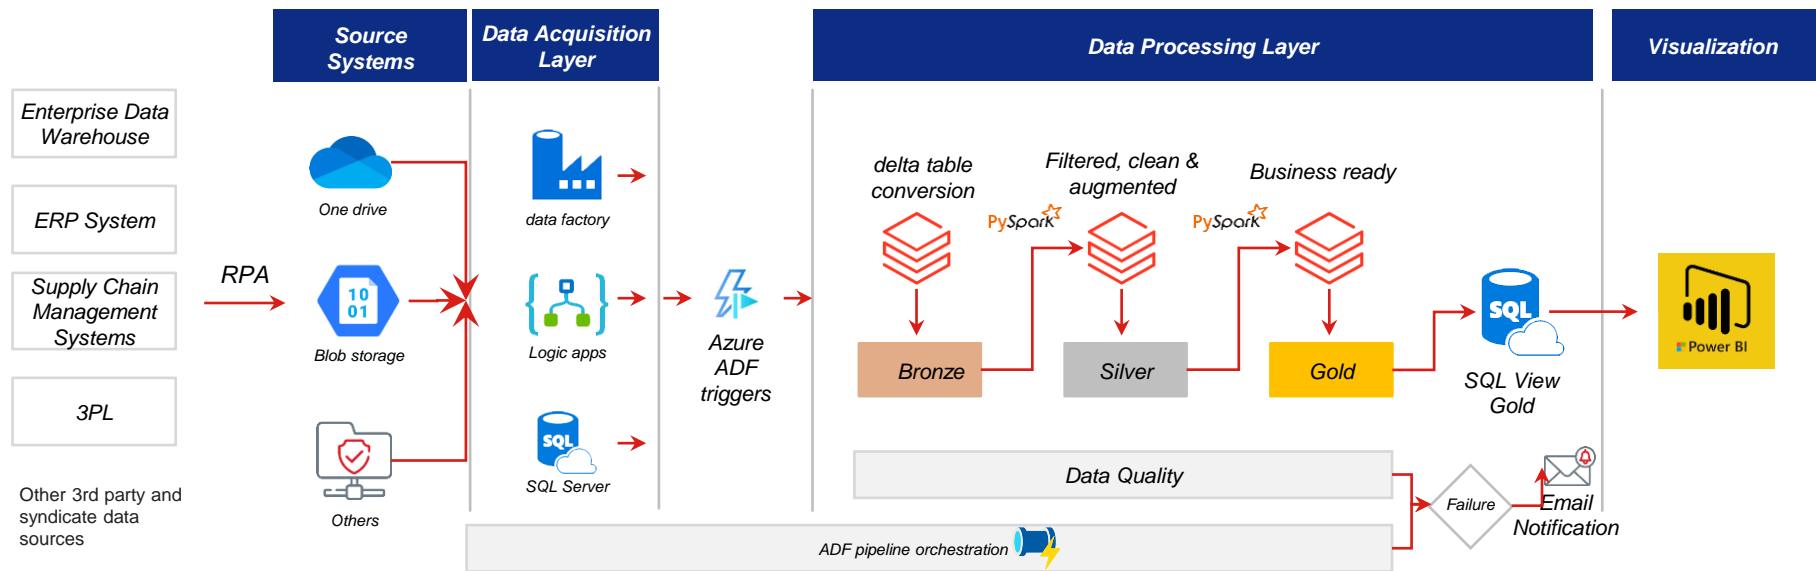 Source
Systems
Data Acquisition
Layer
Data Processing Layer
Visualization
Enterprise Data
Warehouse
ERP System
Supply Chain
Management
Systems
3PL
Other 3rd party and
syndicate data
sources
RPA
One drive
10
01
Blob storage
Others
data factory
Logic apps
SQL
SQL Server
Azure
ADF
triggers
delta table
conversion
PySpark
Filtered, clean &
augmented
PySpark
Business ready
Bronze
Silver
Gold
SQL
SQL View
Gold
Power BI
Data Quality
ADF pipeline orchestration
Failure
Email
Notification